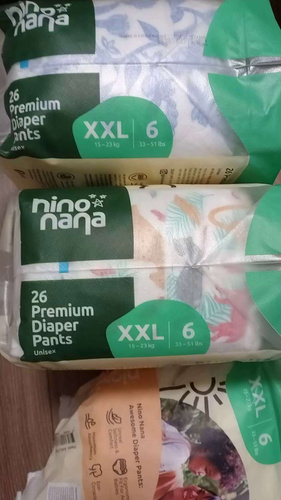 nino
nana
26
Premium
Diaper
Pants
Unisex
XXL 6
15-23 kg 33-51 lbs
nino
nana
26
Premium
Diaper
Pants
Unisex
XXL 6
15-23 kg 33-51 lbs
XXL 6
Nino Nana
Awesome Diaper Pants: